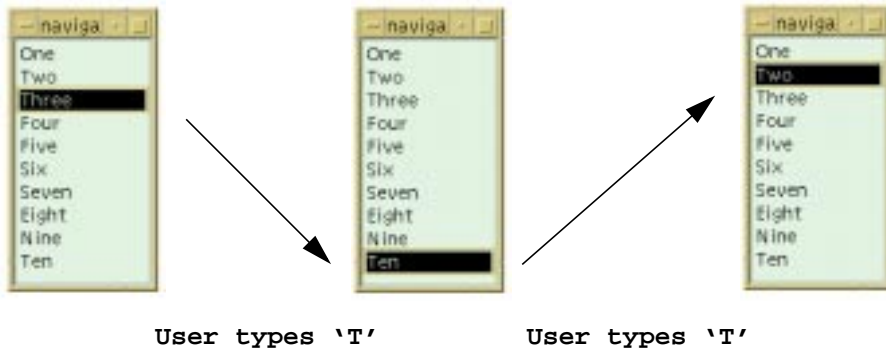 naviga
One
Two
Three
Four
Five
Six
Seven
Eight
Nine
Ten
naviga
One
Two
Three
Four
Five
Six
Seven
Eight
Nine
Ten
naviga
One
Two
Three
Four
Five
Six
Seven
Eight
Nine
Ten
User types ‘T’
User types ‘T’